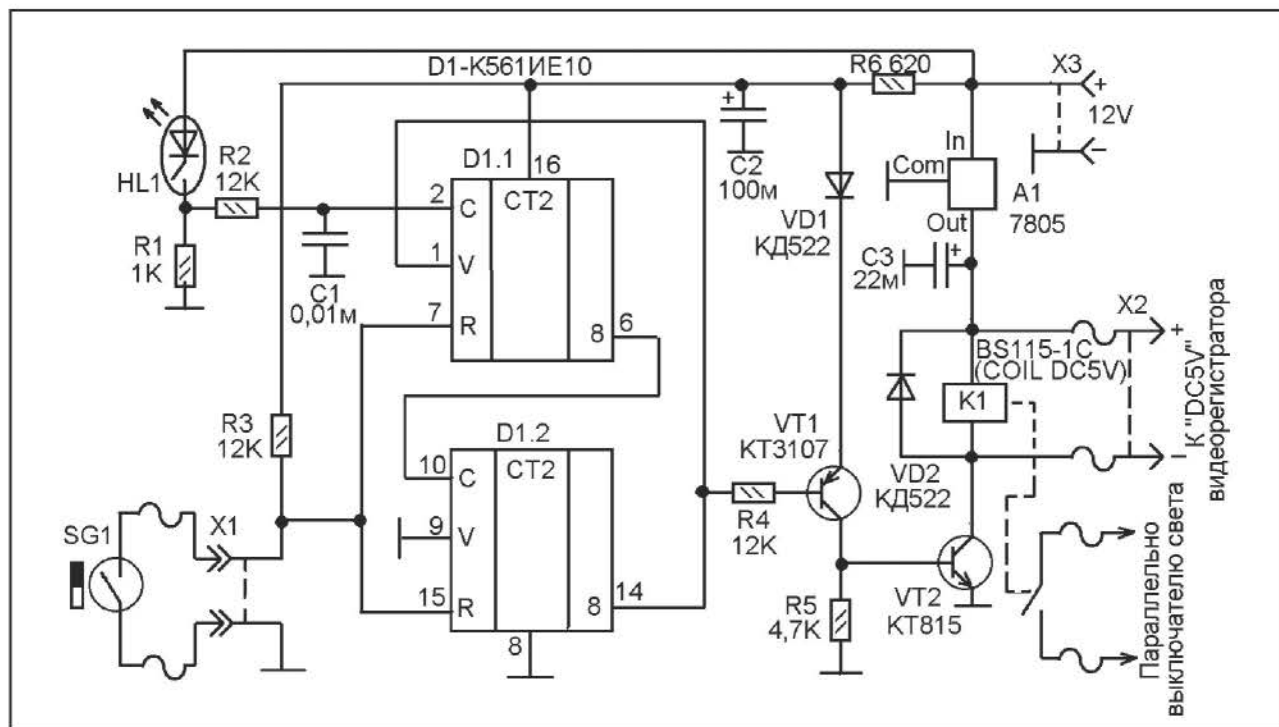 D1-К561ИЕ10
R6 620
X3
+
12V
−
In
Com
A1
7805
Out
HL1
R2
12K
R1
1K
C1
0,01м
D1.1
16
2
C
CT2
1
V
7
R
8
6
+
C2
100м
VD1
КД522
C3
22м
+
X2
+
BS115-1C
(COIL DC5V)
K1
−
К "DC5V"
видеорегистратора
R3
12K
D1.2
10
C
CT2
9
V
15
R
8
14
8
SG1
X1
R4
12K
VT1
КТ3107
VD2
КД522
R5
4,7K
VT2
КТ815
Параллельно
выключателю света